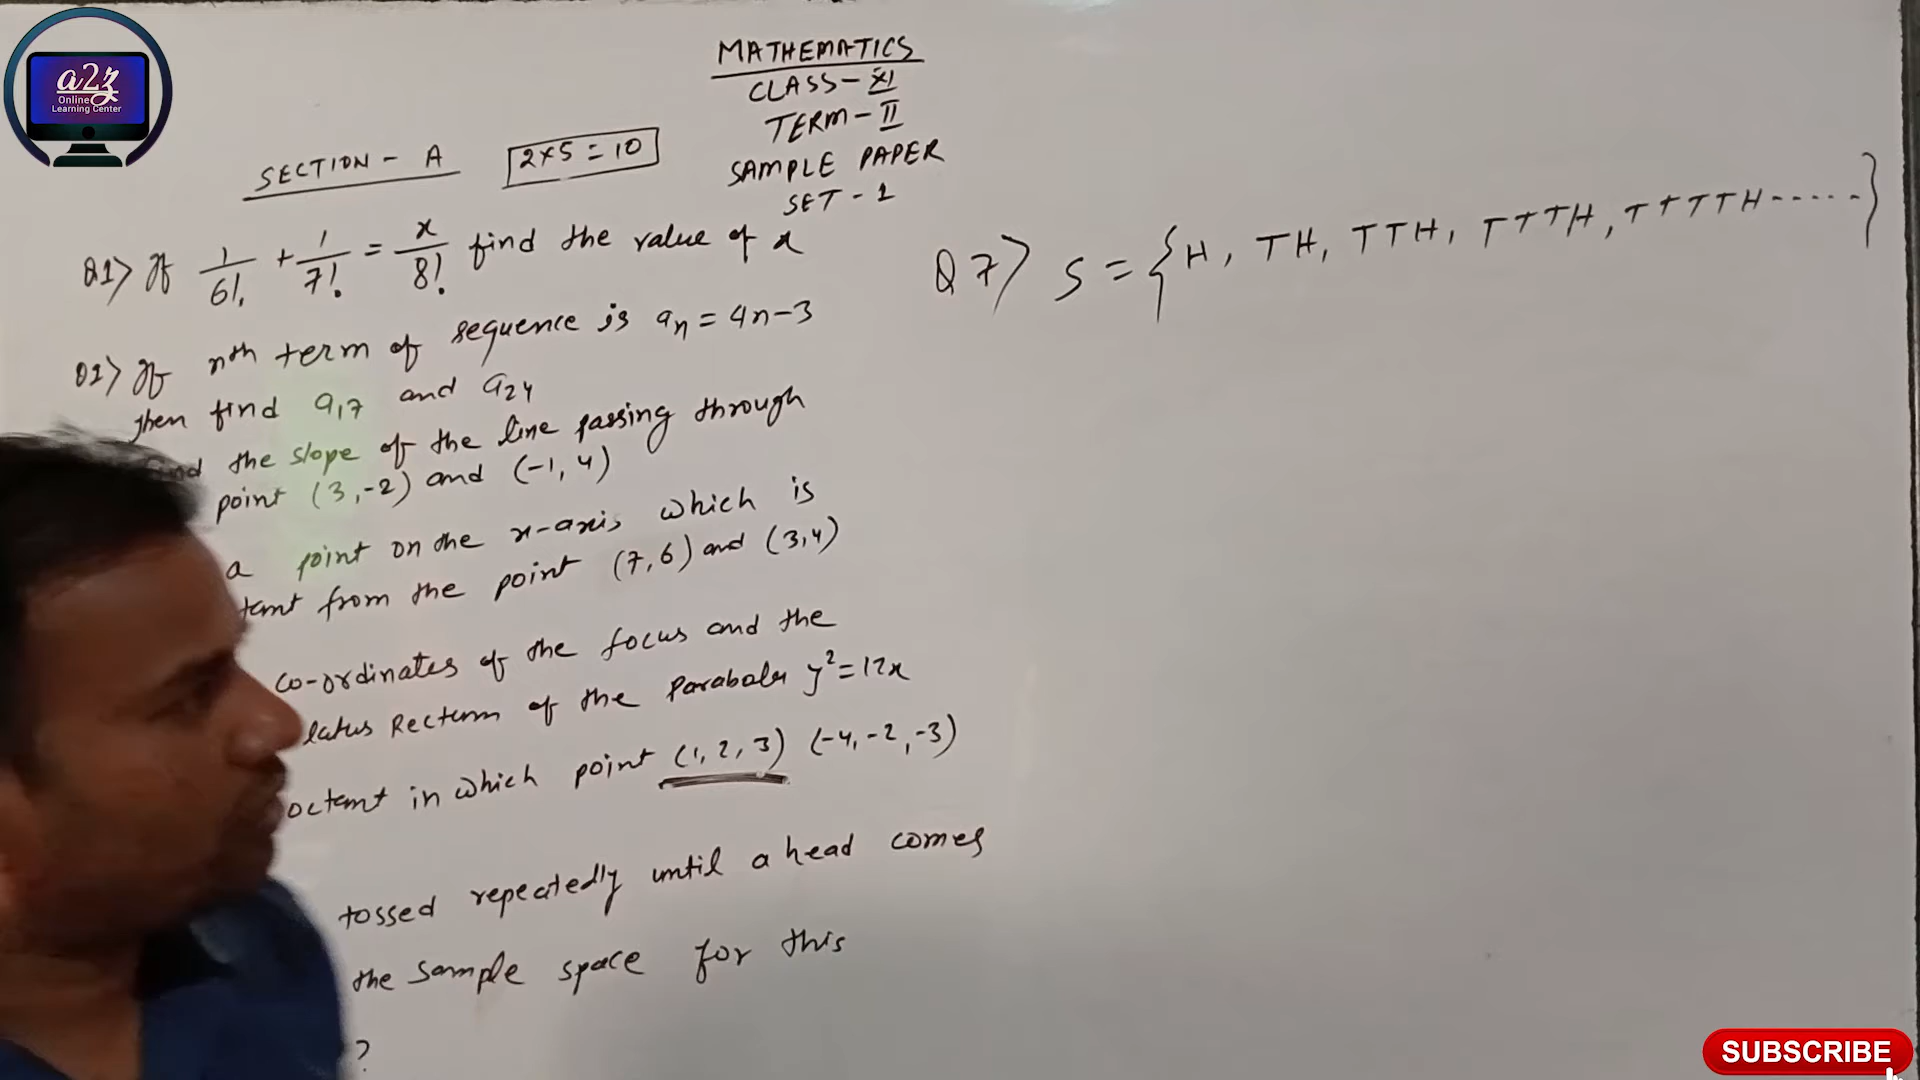 a2z
Online
Learning Center
MATHEMATICS
CLASS - XI
TERM - II
SAMPLE PAPER
SET - 1
SECTION - A 2×5 = 10
Q1> If 1/6! + 1/7! = x/8! find the value of x
Q2> If nth term of sequence is an = 4n-3
then find a17 and a24
find the slope of the line passing through
point (3,-2) and (-1, 4)
a point on the x-axis which is
from the point (7,6) and (3,4)
co-ordinates of the focus and the
latus Rectum of the Parabola y²=12x
octant in which point (1, 2, 3) (-4,-2,-3)
tossed repeatedly until a head comes
the sample space for this
?
Q7> S = {H, TH, TTH, TTTH, TTTTH-----}
SUBSCRIBE